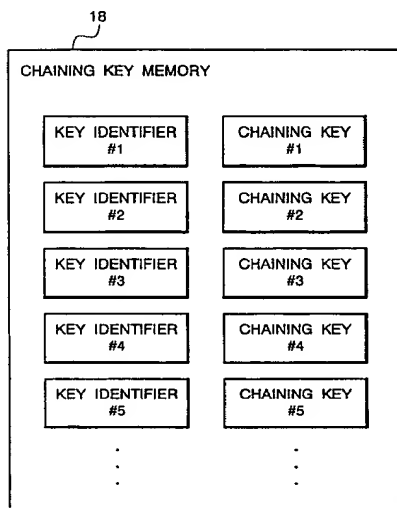 18
CHAINING KEY MEMORY
KEY IDENTIFIER
#1
CHAINING KEY
#1
KEY IDENTIFIER
#2
CHAINING KEY
#2
KEY IDENTIFIER
#3
CHAINING KEY
#3
KEY IDENTIFIER
#4
CHAINING KEY
#4
KEY IDENTIFIER
#5
CHAINING KEY
#5